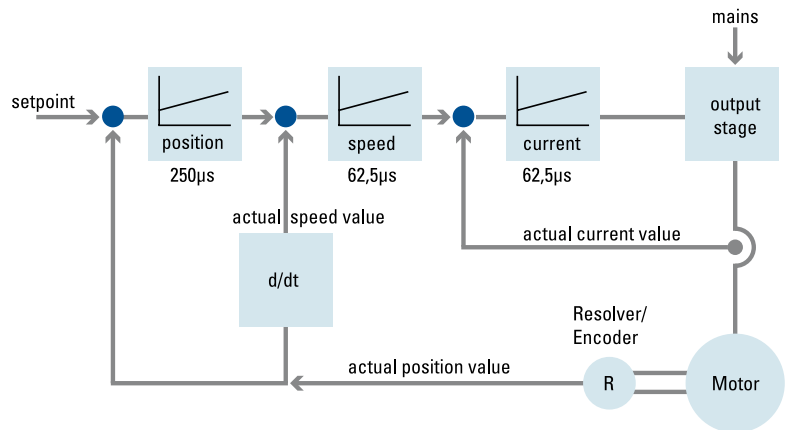 mains
setpoint
position
speed
current
output
stage
250µs
62,5µs
62,5µs
actual speed value
actual current value
d/dt
Resolver/
Encoder
actual position value
R
Motor